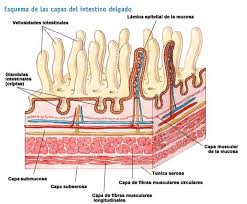 Esquema de las capas del intestino delgado
Vellosidades intestinales
Lámina epitelial de la mucosa
Glandulas
intestinales
(criptas)
Capa muscular
de la mucosa
Túnica serosa
Capa submucosa
Capa de fibras musculares circulares
Capa subserosa
Capa de fibras musculares
longitudinales